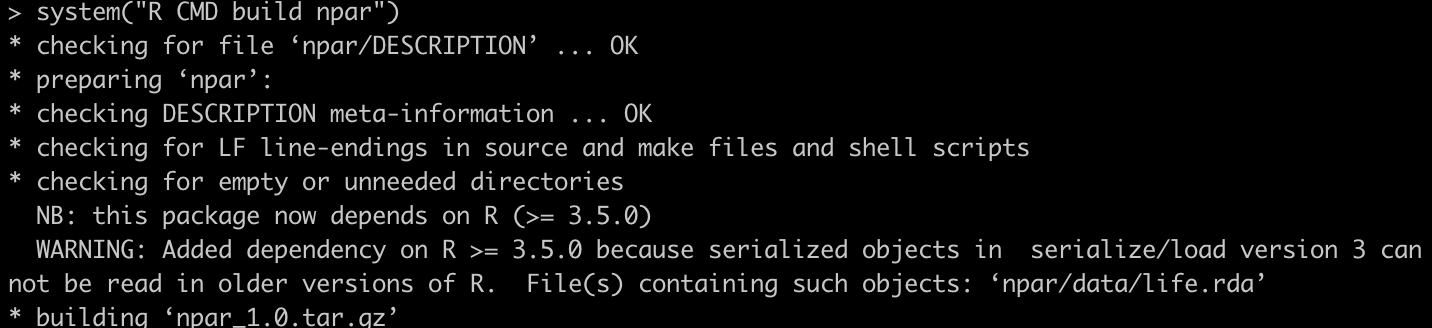 > system("R CMD build npar")
* checking for file ‘npar/DESCRIPTION’ ... OK
* preparing ‘npar’:
* checking DESCRIPTION meta-information ... OK
* checking for LF line-endings in source and make files and shell scripts
* checking for empty or unneeded directories
  NB: this package now depends on R (>= 3.5.0)
  WARNING: Added dependency on R >= 3.5.0 because serialized objects in  serialize/load version 3 can
not be read in older versions of R.  File(s) containing such objects: ‘npar/data/life.rda’
* building ‘npar_1.0.tar.gz’